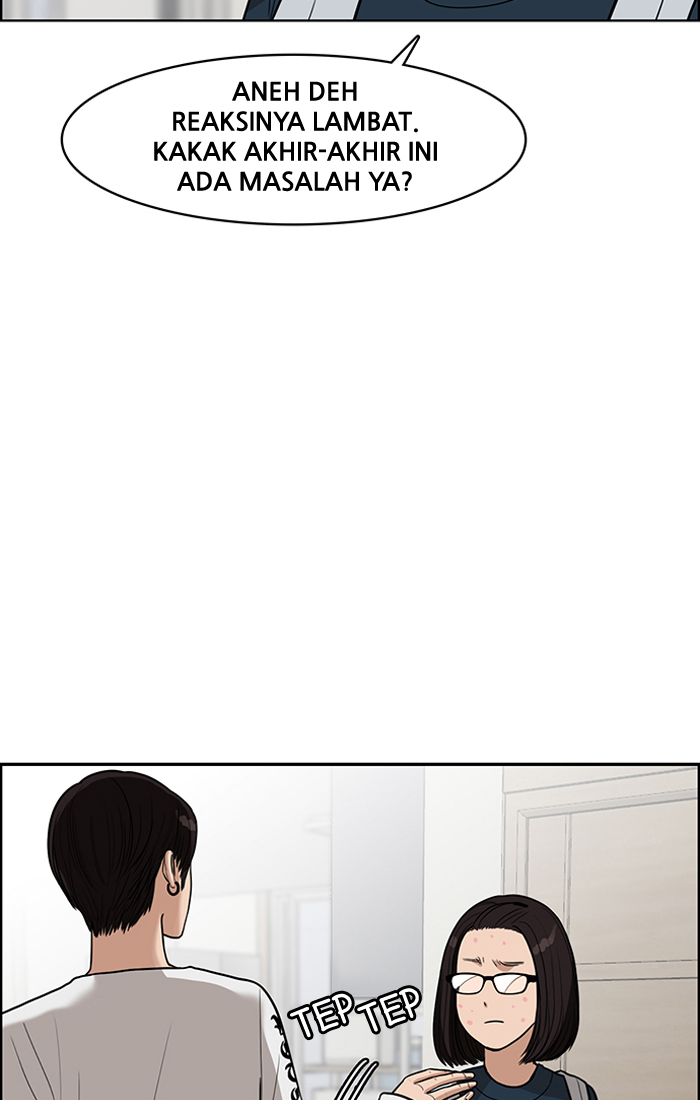 ANEH DEH
REAKSINYA LAMBAT.
KAKAK AKHIR-AKHIR INI
ADA MASALAH YA?
TEP TEP